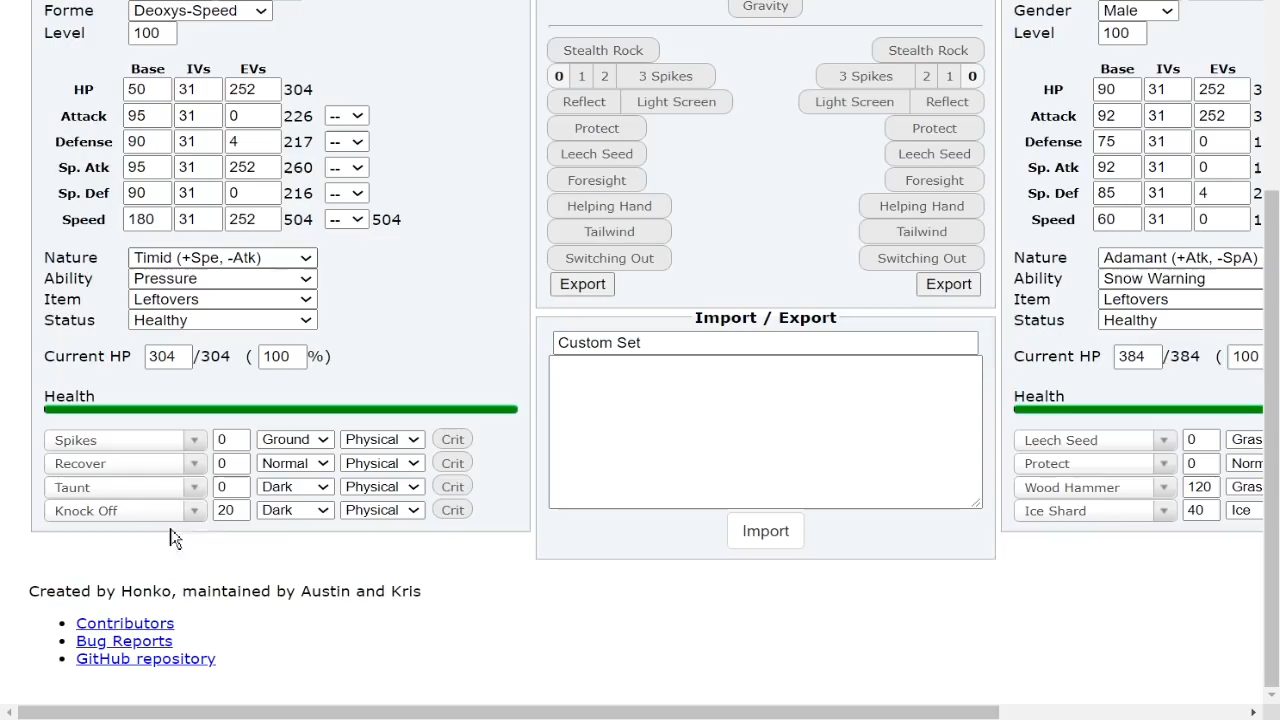 Forme Deoxys-Speed
Level 100
Base IVs EVs
HP 50 31 252 304
Attack 95 31 0 226 --
Defense 90 31 4 217 --
Sp. Atk 95 31 252 260 --
Sp. Def 90 31 0 216 --
Speed 180 31 252 504 -- 504
Nature Timid (+Spe, -Atk)
Ability Pressure
Item Leftovers
Status Healthy
Current HP 304 /304 ( 100 %)
Health
Spikes 0 Ground Physical Crit
Recover 0 Normal Physical Crit
Taunt 0 Dark Physical Crit
Knock Off 20 Dark Physical Crit
Gravity
Stealth Rock Stealth Rock
0 1 2 3 Spikes 3 Spikes 2 1 0
Reflect Light Screen Light Screen Reflect
Protect Protect
Leech Seed Leech Seed
Foresight Foresight
Helping Hand Helping Hand
Tailwind Tailwind
Switching Out Switching Out
Export Export
Import / Export
Custom Set
Import
Gender Male
Level 100
Base IVs EVs
HP 90 31 252 3
Attack 92 31 252 3
Defense 75 31 0 1
Sp. Atk 92 31 0 1
Sp. Def 85 31 4 2
Speed 60 31 0 1
Nature Adamant (+Atk, -SpA)
Ability Snow Warning
Item Leftovers
Status Healthy
Current HP 384 /384 ( 100
Health
Leech Seed 0 Gras
Protect 0 Norn
Wood Hammer 120 Gras
Ice Shard 40 Ice
Created by Honko, maintained by Austin and Kris
Contributors
Bug Reports
GitHub repository